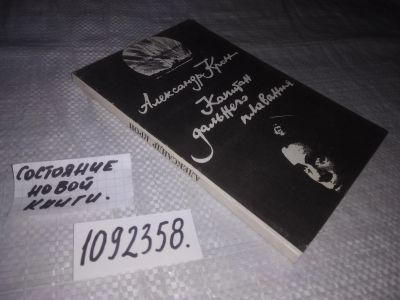 Александр Крон
Капитан
дальнего
плавания
АЛЕКСАНДР КРОН
СОСТОЯНИЕ
НОВОЙ
КНИГИ.
1092358.